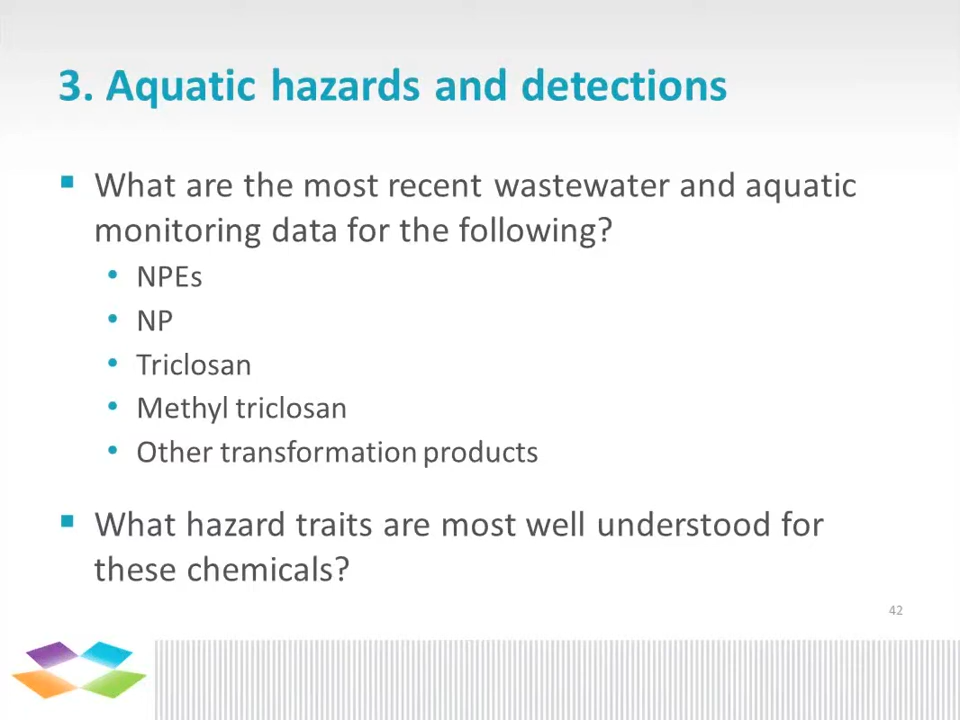 3. Aquatic hazards and detections
▪ What are the most recent wastewater and aquatic
monitoring data for the following?
• NPEs
• NP
• Triclosan
• Methyl triclosan
• Other transformation products
▪ What hazard traits are most well understood for
these chemicals?
42